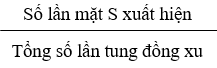 Số lần mặt S xuất hiện
Tổng số lần tung đồng xu